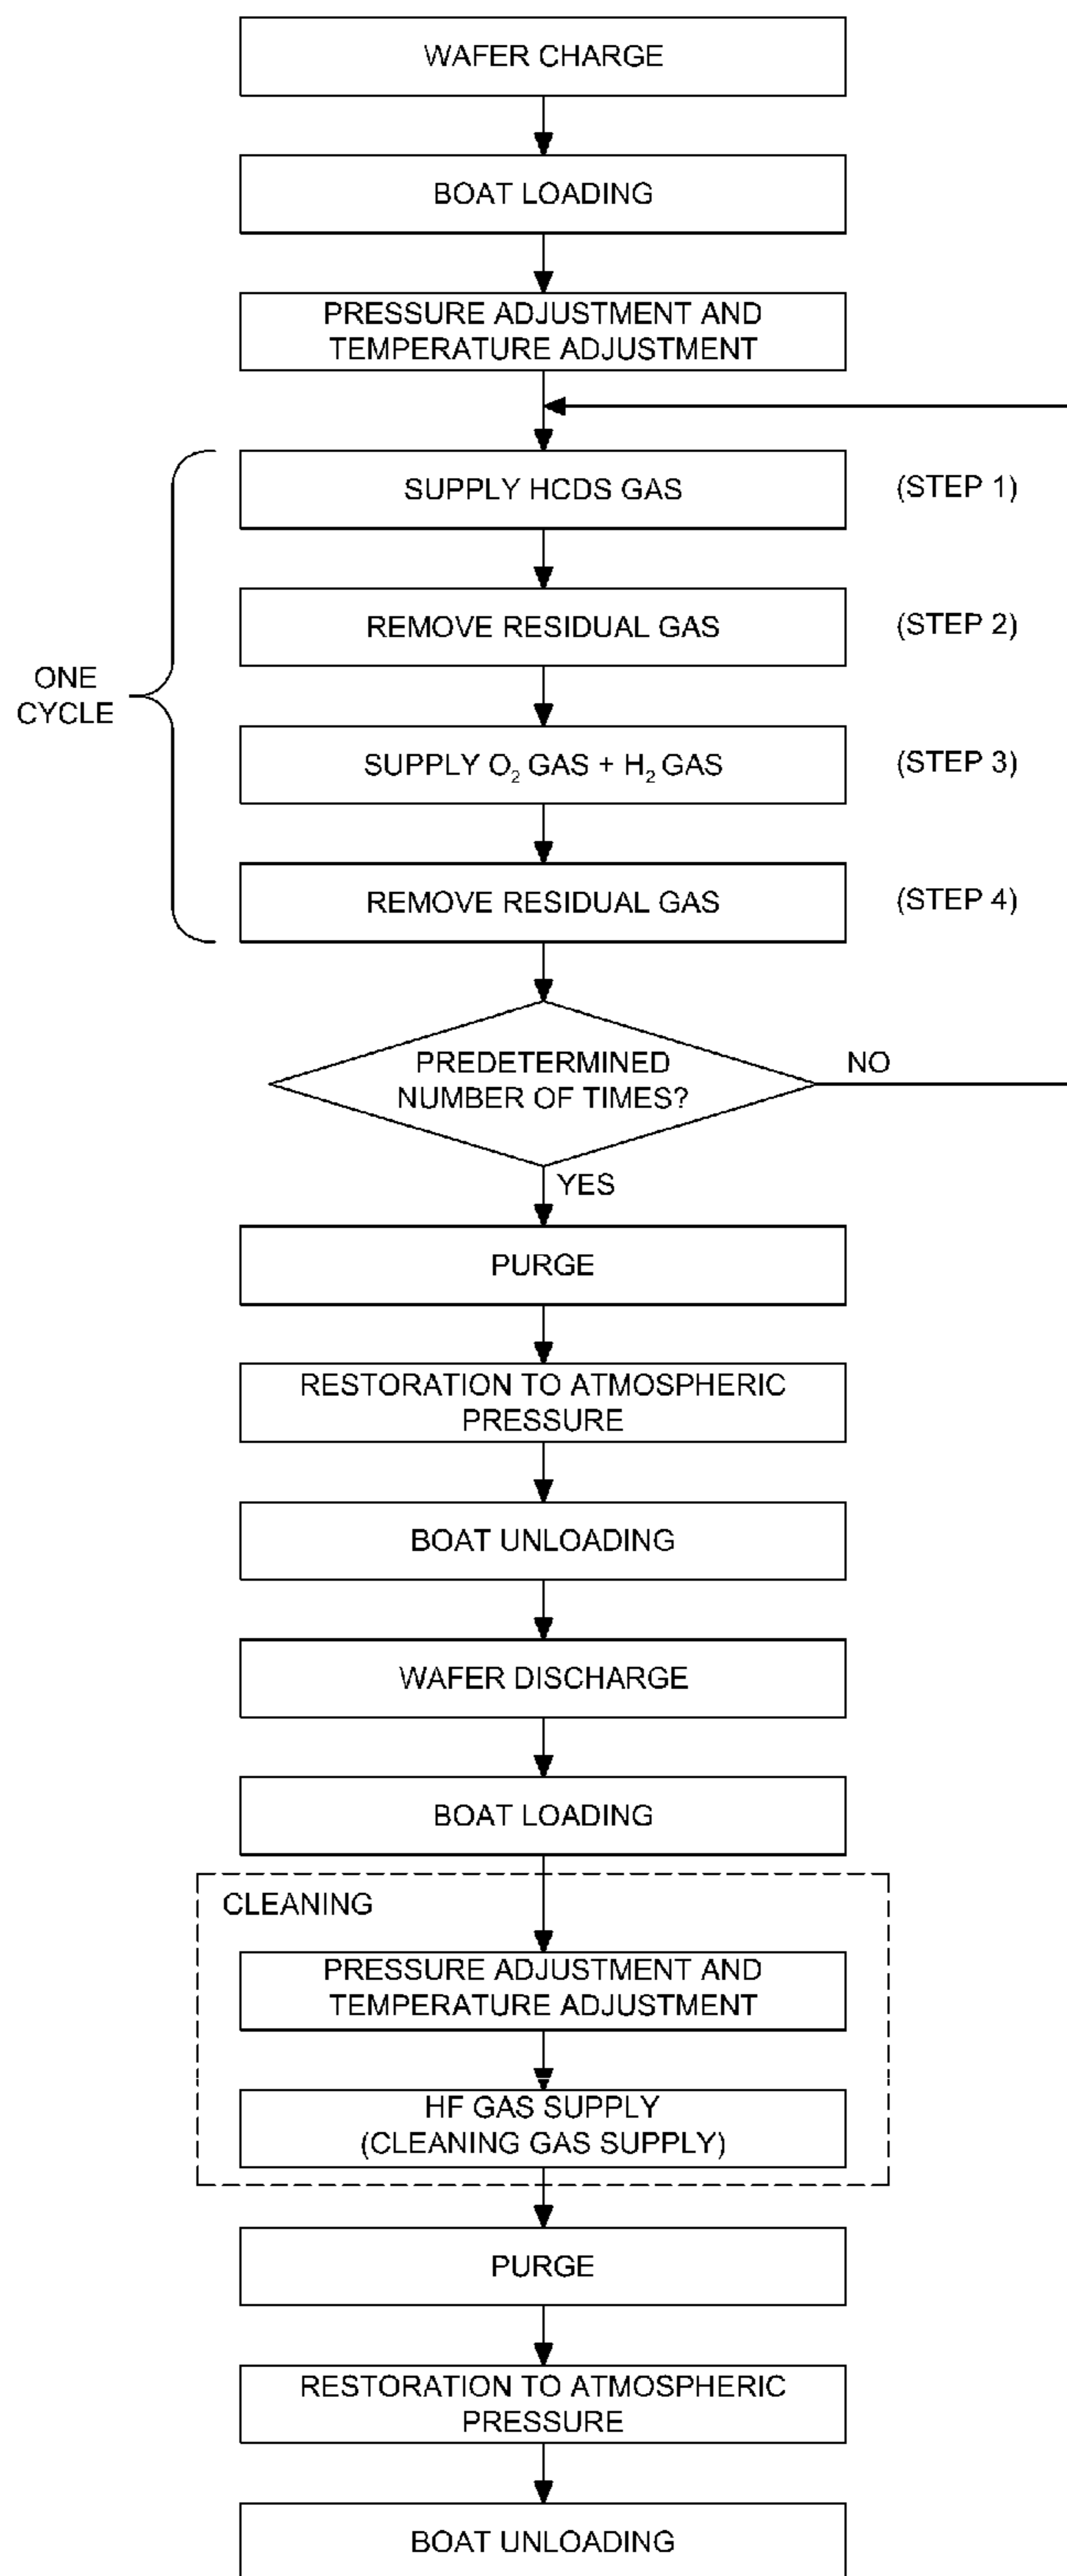 WAFER CHARGE
BOAT LOADING
PRESSURE ADJUSTMENT AND
TEMPERATURE ADJUSTMENT
SUPPLY HCDS GAS
(STEP 1)
REMOVE RESIDUAL GAS
(STEP 2)
ONE
CYCLE
SUPPLY O₂ GAS + H₂ GAS
(STEP 3)
REMOVE RESIDUAL GAS
(STEP 4)
PREDETERMINED
NUMBER OF TIMES?
NO
YES
PURGE
RESTORATION TO ATMOSPHERIC
PRESSURE
BOAT UNLOADING
WAFER DISCHARGE
BOAT LOADING
CLEANING
PRESSURE ADJUSTMENT AND
TEMPERATURE ADJUSTMENT
HF GAS SUPPLY
(CLEANING GAS SUPPLY)
PURGE
RESTORATION TO ATMOSPHERIC
PRESSURE
BOAT UNLOADING